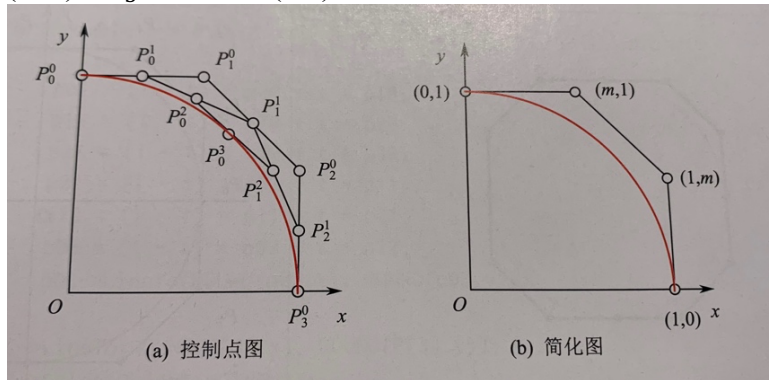 y
P_0^0
P_0^1
P_1^0
P_0^2
P_1^1
P_0^3
P_1^2
P_2^0
P_2^1
O
P_3^0
x
(a) 控制点图
y
(0,1)
(m,1)
(1,m)
O
(1,0)
x
(b) 简化图